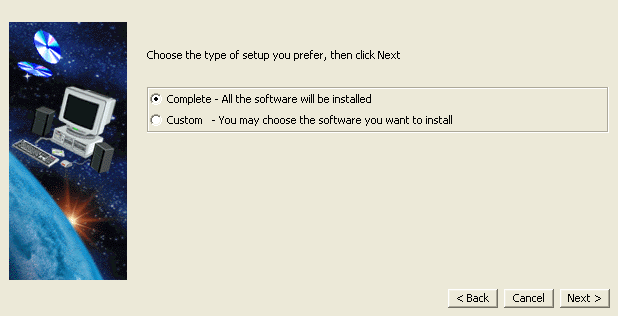 Choose the type of setup you prefer, then click Next
Complete - All the software will be installed
Custom - You may choose the software you want to install
< Back Cancel Next >